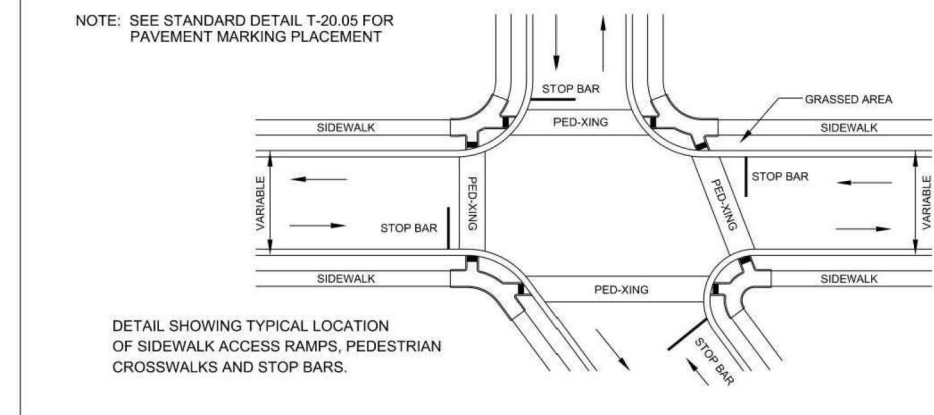 NOTE: SEE STANDARD DETAIL T-20.05 FOR
PAVEMENT MARKING PLACEMENT
STOP BAR
GRASSED AREA
SIDEWALK
PED-XING
SIDEWALK
VARIABLE
PED-XING
STOP BAR
PED-XING
STOP BAR
VARIABLE
SIDEWALK
PED-XING
SIDEWALK
STOP BAR
DETAIL SHOWING TYPICAL LOCATION
OF SIDEWALK ACCESS RAMPS, PEDESTRIAN
CROSSWALKS AND STOP BARS.